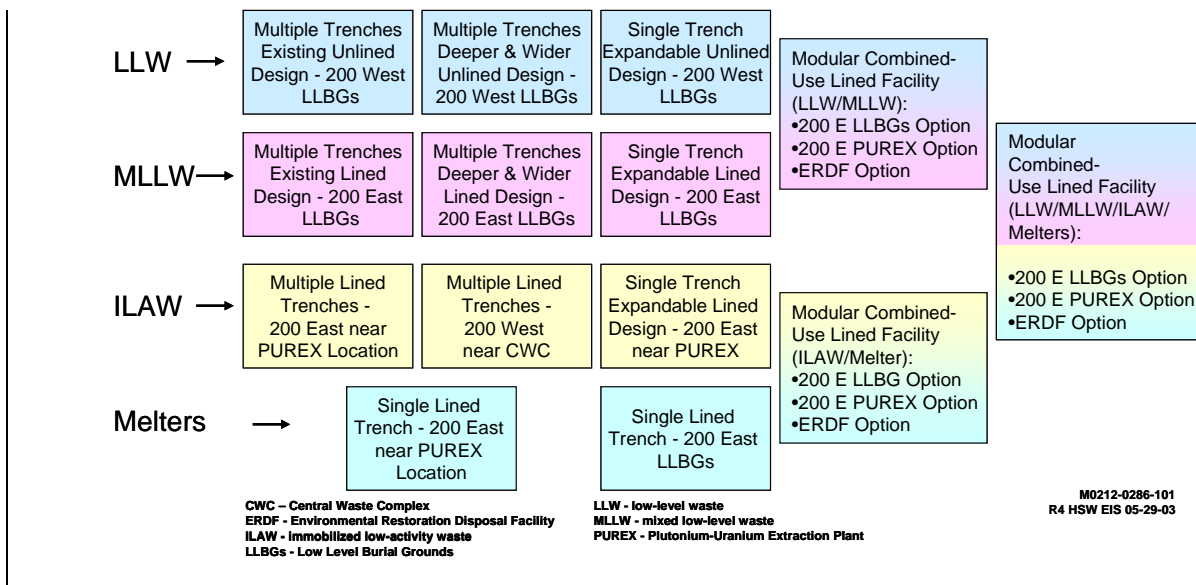 LLW
Multiple Trenches
Existing Unlined
Design - 200 West
LLBGs
Multiple Trenches
Deeper & Wider
Unlined Design -
200 West LLBGs
Single Trench
Expandable Unlined
Design - 200 West
LLBGs
Modular Combined-
Use Lined Facility
(LLW/MLLW):
•200 E LLBGs Option
•200 E PUREX Option
•ERDF Option
MLLW
Multiple Trenches
Existing Lined
Design - 200 East
LLBGs
Multiple Trenches
Deeper & Wider
Lined Design -
200 East LLBGs
Single Trench
Expandable Lined
Design - 200 East
LLBGs
Modular
Combined-
Use Lined Facility
(LLW/MLLW/ILAW/
Melters):
•200 E LLBGs Option
•200 E PUREX Option
•ERDF Option
ILAW
Multiple Lined
Trenches -
200 East near
PUREX Location
Multiple Lined
Trenches -
200 West
near CWC
Single Trench
Expandable Lined
Design - 200 East
near PUREX
Modular Combined-
Use Lined Facility
(ILAW/Melter):
•200 E LLBG Option
•200 E PUREX Option
•ERDF Option
Melters
Single Lined
Trench - 200 East
near PUREX
Location
Single Lined
Trench - 200 East
LLBGs
CWC – Central Waste Complex
ERDF - Environmental Restoration Disposal Facility
ILAW - immobilized low-activity waste
LLBGs - Low Level Burial Grounds
LLW - low-level waste
MLLW - mixed low-level waste
PUREX - Plutonium-Uranium Extraction Plant
M0212-0286-101
R4 HSW EIS 05-29-03